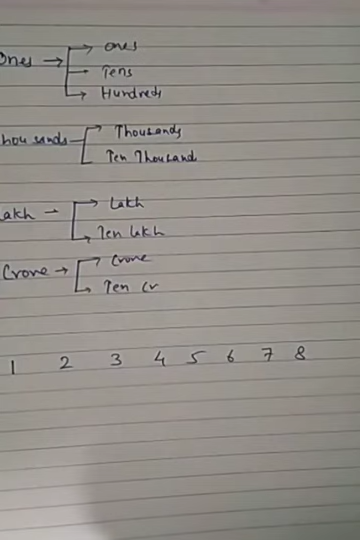 Ones → ones
Tens
Hundreds
Thousands Thousands
Ten Thousand
Lakh → Lakh
Ten lakh
Crore → Crore
Ten Cr
1 2 3 4 5 6 7 8